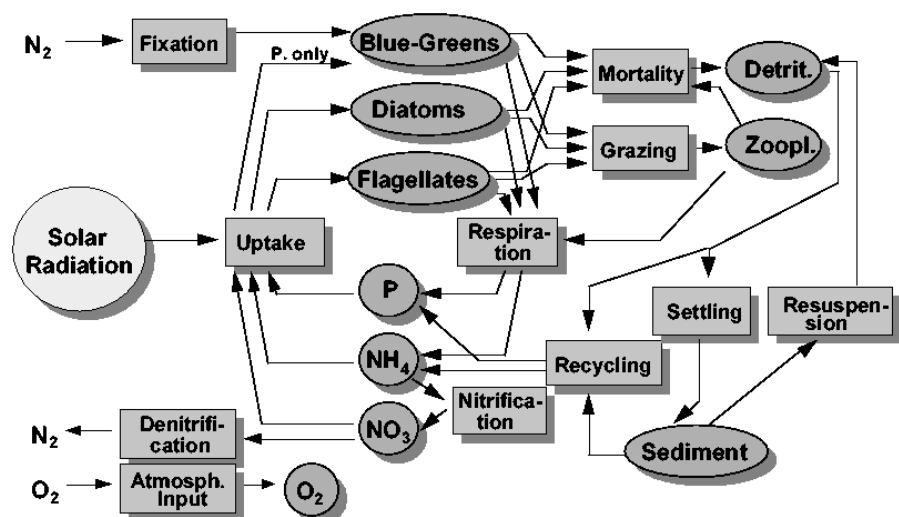 N2
Fixation
P. only
Blue-Greens
Mortality
Detrit.
Diatoms
Grazing
Zoopl.
Flagellates
Solar
Radiation
Uptake
Respira-
tion
P
Settling
Resuspen-
sion
NH4
Recycling
Nitrifica-
tion
NO3
Sediment
N2
Denitrifi-
cation
O2
Atmosph.
Input
O2